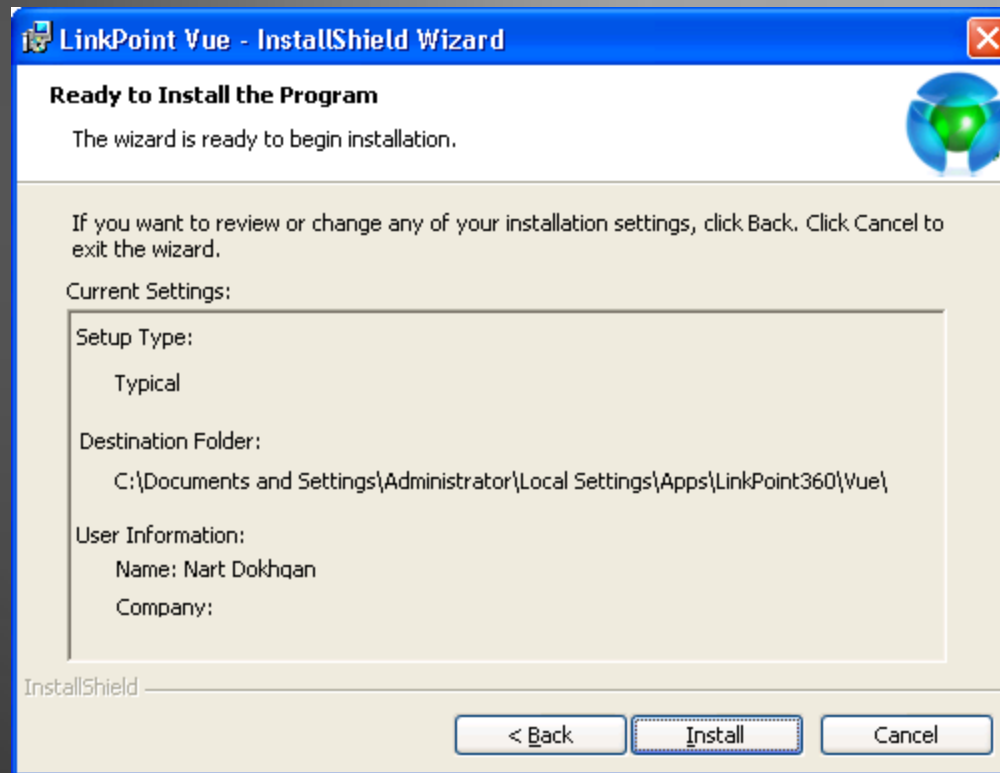 LinkPoint Vue - InstallShield Wizard
Ready to Install the Program
The wizard is ready to begin installation.
If you want to review or change any of your installation settings, click Back. Click Cancel to
exit the wizard.
Current Settings:
Setup Type:
Typical
Destination Folder:
C:\Documents and Settings\Administrator\Local Settings\Apps\LinkPoint360\Vue\
User Information:
Name: Nart Dokhgan
Company:
InstallShield
< Back
Install
Cancel